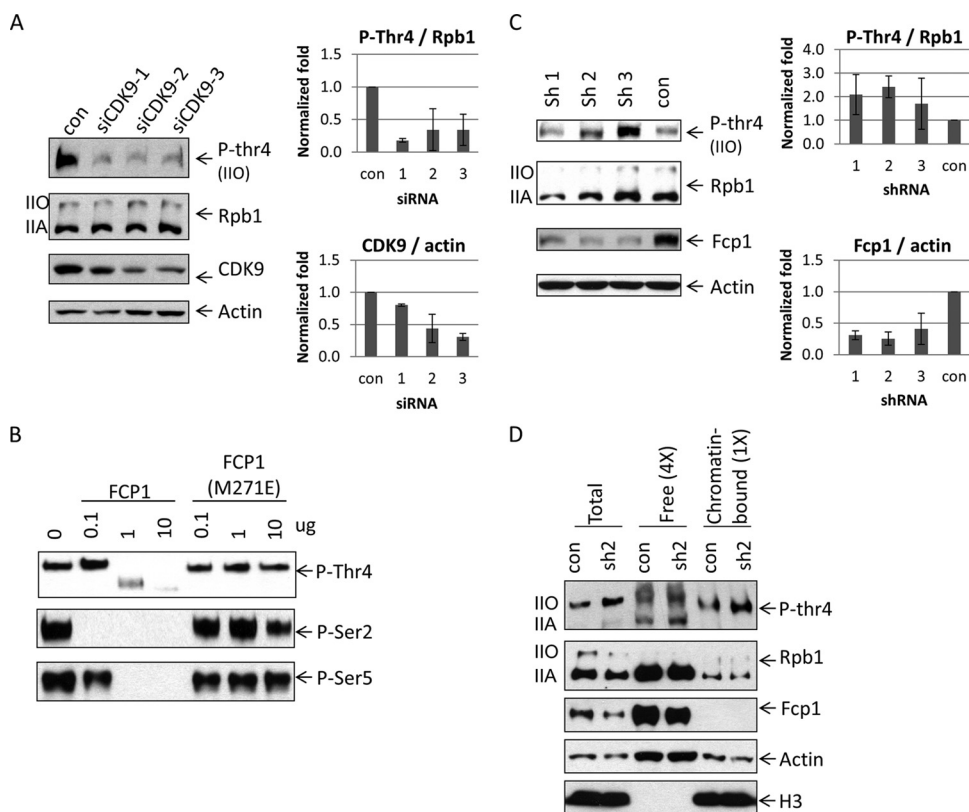 A
con
siCDK9-1
siCDK9-2
siCDK9-3
P-thr4
(IIO)
IIO
IIA
Rpb1
CDK9
Actin
P-Thr4 / Rpb1
Normalized fold
1.5
1.0
0.5
0.0
con 1 2 3
siRNA
CDK9 / actin
Normalized fold
1.5
1.0
0.5
0.0
con 1 2 3
siRNA
C
Sh 1
Sh 2
Sh 3
con
P-thr4
(IIO)
IIO
IIA
Rpb1
Fcp1
Actin
P-Thr4 / Rpb1
Normalized fold
4.0
3.0
2.0
1.0
0.0
1 2 3 con
shRNA
Fcp1 / actin
Normalized fold
1.5
1.0
0.5
0.0
1 2 3 con
shRNA
B
FCP1
FCP1
(M271E)
0 0.1 1 10 0.1 1 10 ug
P-Thr4
P-Ser2
P-Ser5
D
Total
Free (4X)
Chromatin-
bound (1X)
con sh2 con sh2 con sh2
IIO
IIA
P-thr4
IIO
IIA
Rpb1
Fcp1
Actin
H3